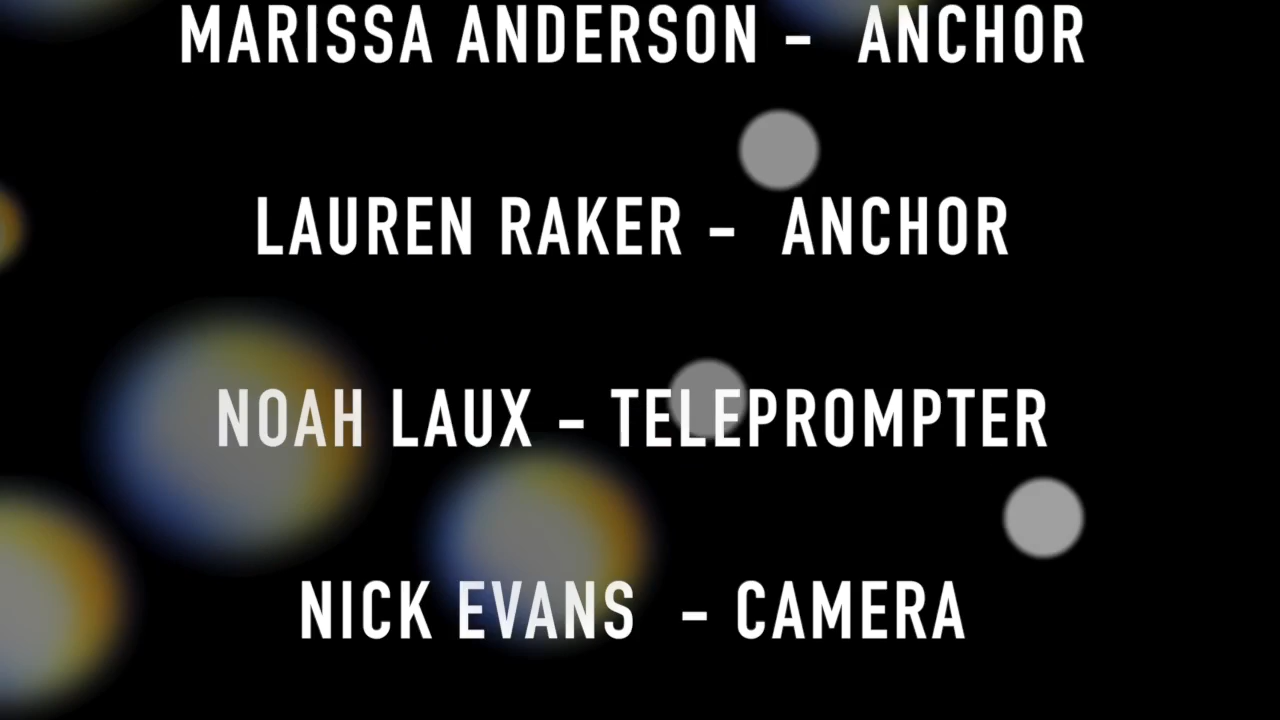 MARISSA ANDERSON -  ANCHOR
LAUREN RAKER -  ANCHOR
NOAH LAUX - TELEPROMPTER
NICK EVANS  - CAMERA